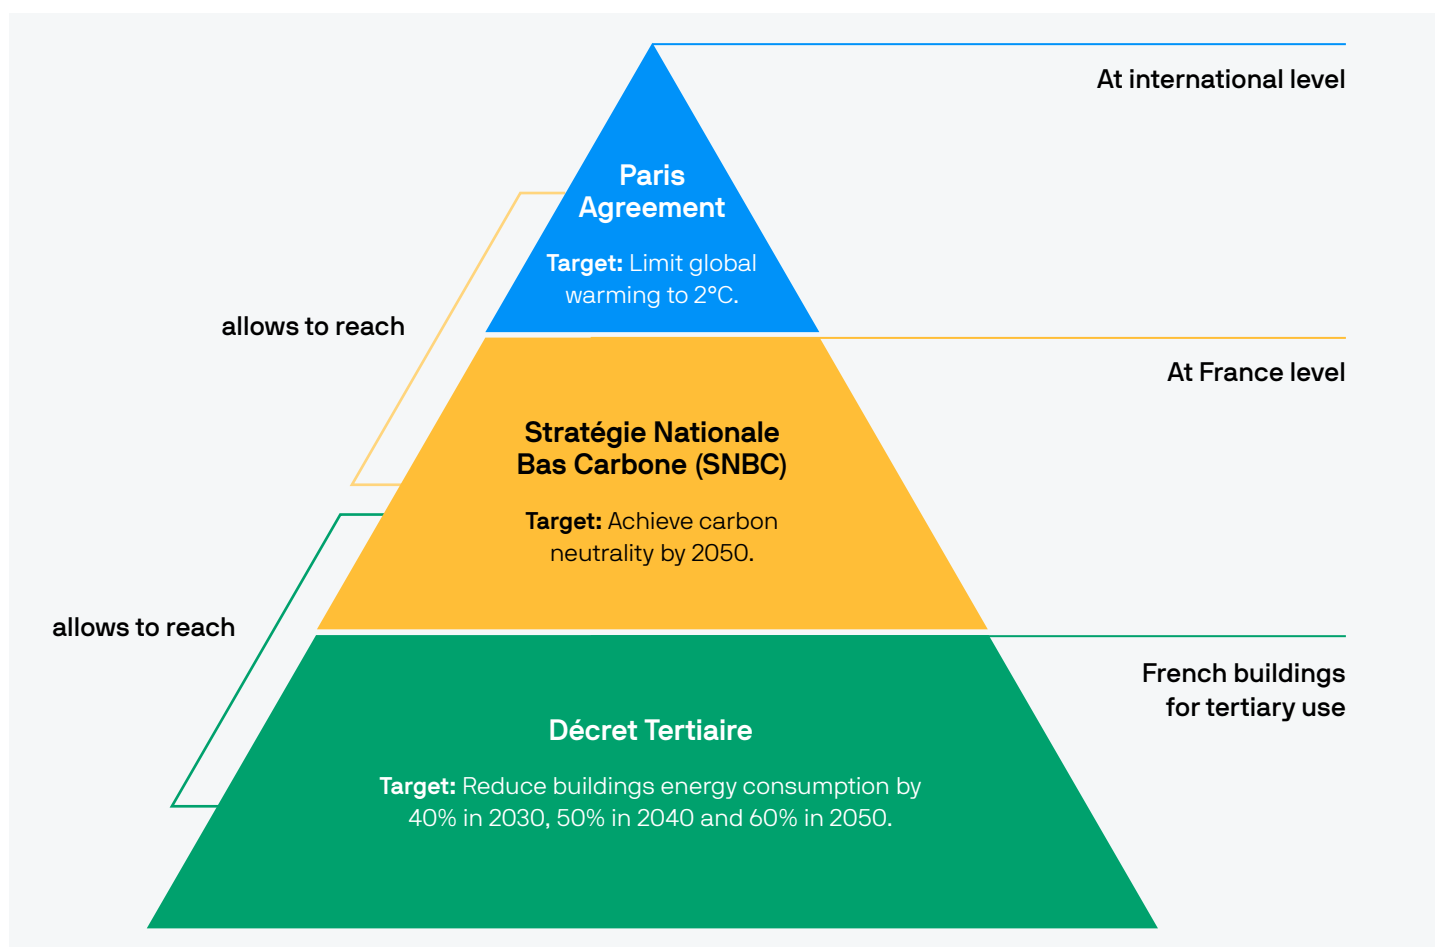 At international level
Paris
Agreement
Target: Limit global
warming to 2°C.
allows to reach
At France level
Stratégie Nationale
Bas Carbone (SNBC)
Target: Achieve carbon
neutrality by 2050.
allows to reach
French buildings
for tertiary use
Décret Tertiaire
Target: Reduce buildings energy consumption by
40% in 2030, 50% in 2040 and 60% in 2050.